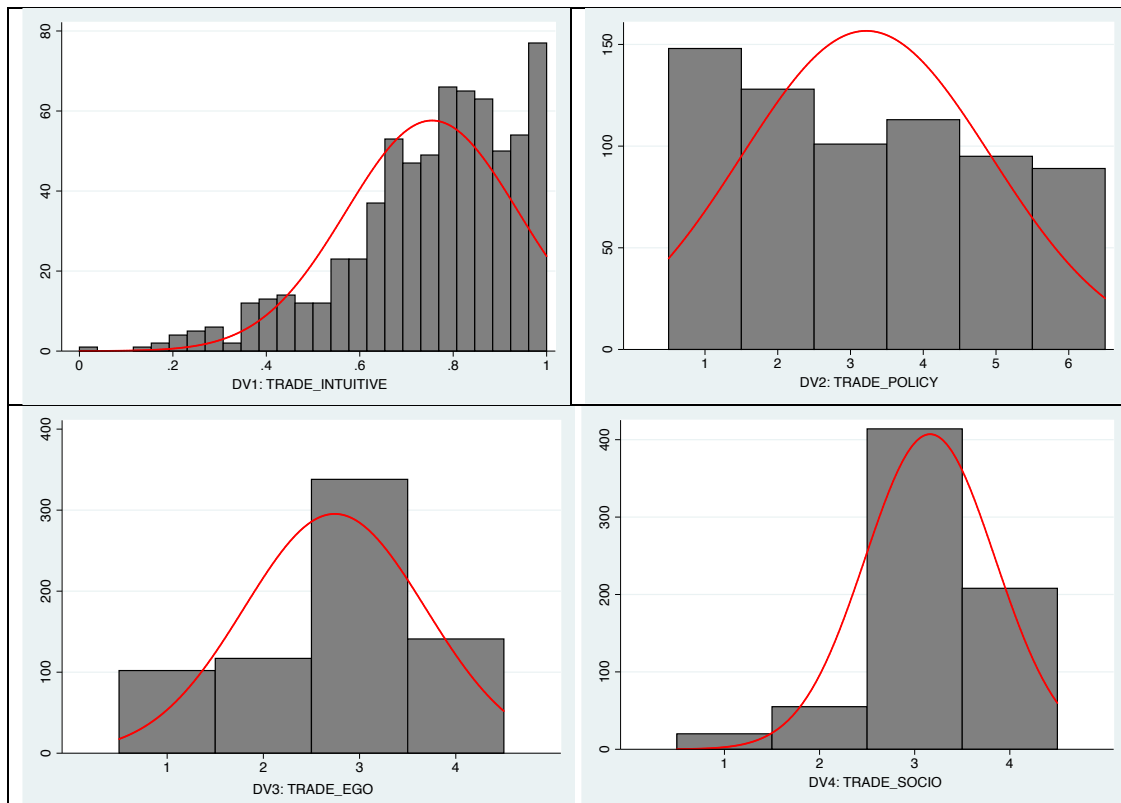 80
60
40
20
0
0 .2 .4 .6 .8 1
DV1: TRADE_INTUITIVE
150
100
50
0
1 2 3 4 5 6
DV2: TRADE_POLICY
400
300
200
100
0
1 2 3 4
DV3: TRADE_EGO
400
300
200
100
0
1 2 3 4
DV4: TRADE_SOCIO